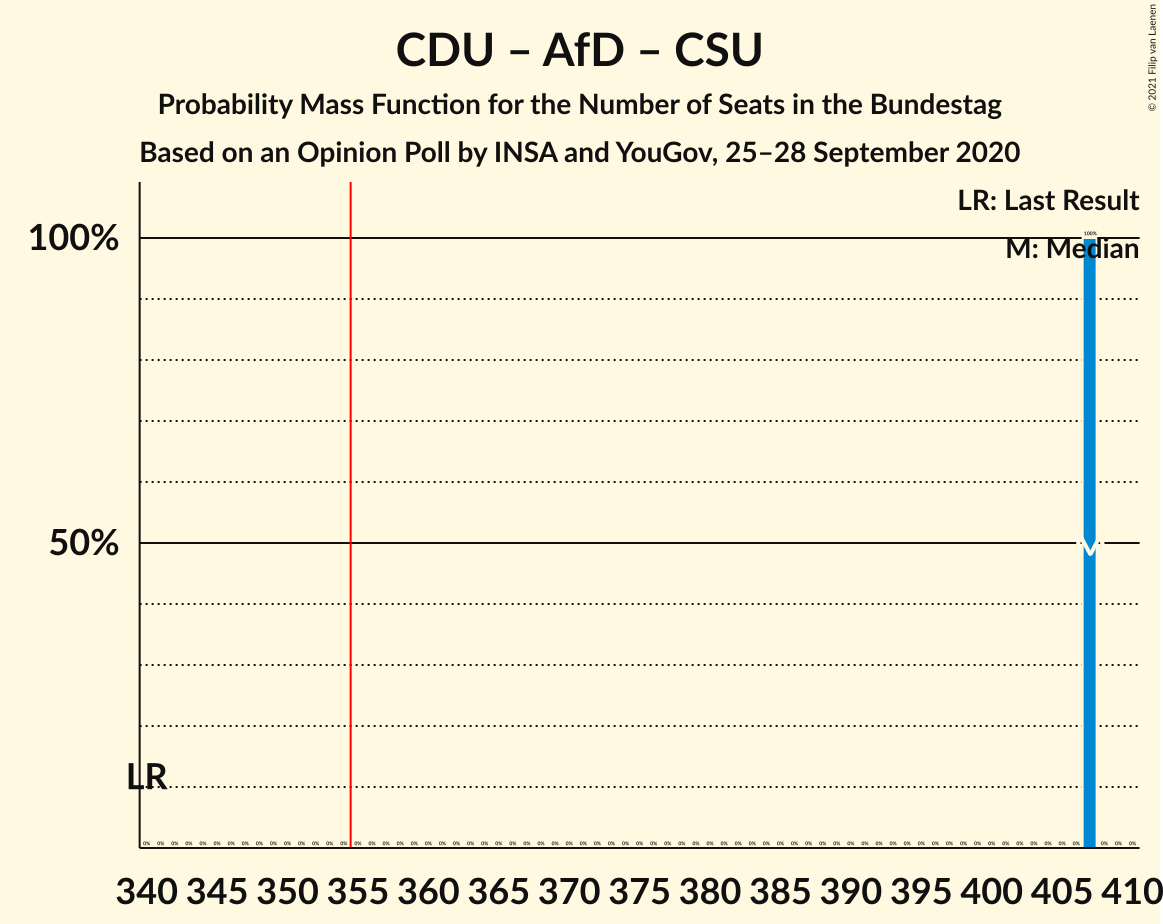 CDU – AfD – CSU
Probability Mass Function for the Number of Seats in the Bundestag
Based on an Opinion Poll by INSA and YouGov, 25–28 September 2020
© 2021 Filip van Laenen
LR: Last Result
M: Median
100%
100%
50%
LR
0% 0% 0% 0% 0% 0% 0% 0% 0% 0% 0% 0% 0% 0% 0% 0% 0% 0% 0% 0% 0% 0% 0% 0% 0% 0% 0% 0% 0% 0% 0% 0% 0% 0% 0% 0% 0% 0% 0% 0% 0% 0% 0% 0% 0% 0% 0% 0% 0% 0% 0% 0% 0% 0% 0% 0% 0% 0% 0% 0% 0% 0% 0% 0% 0% 0% 0% 0% 0% 0%
340 345 350 355 360 365 370 375 380 385 390 395 400 405 410